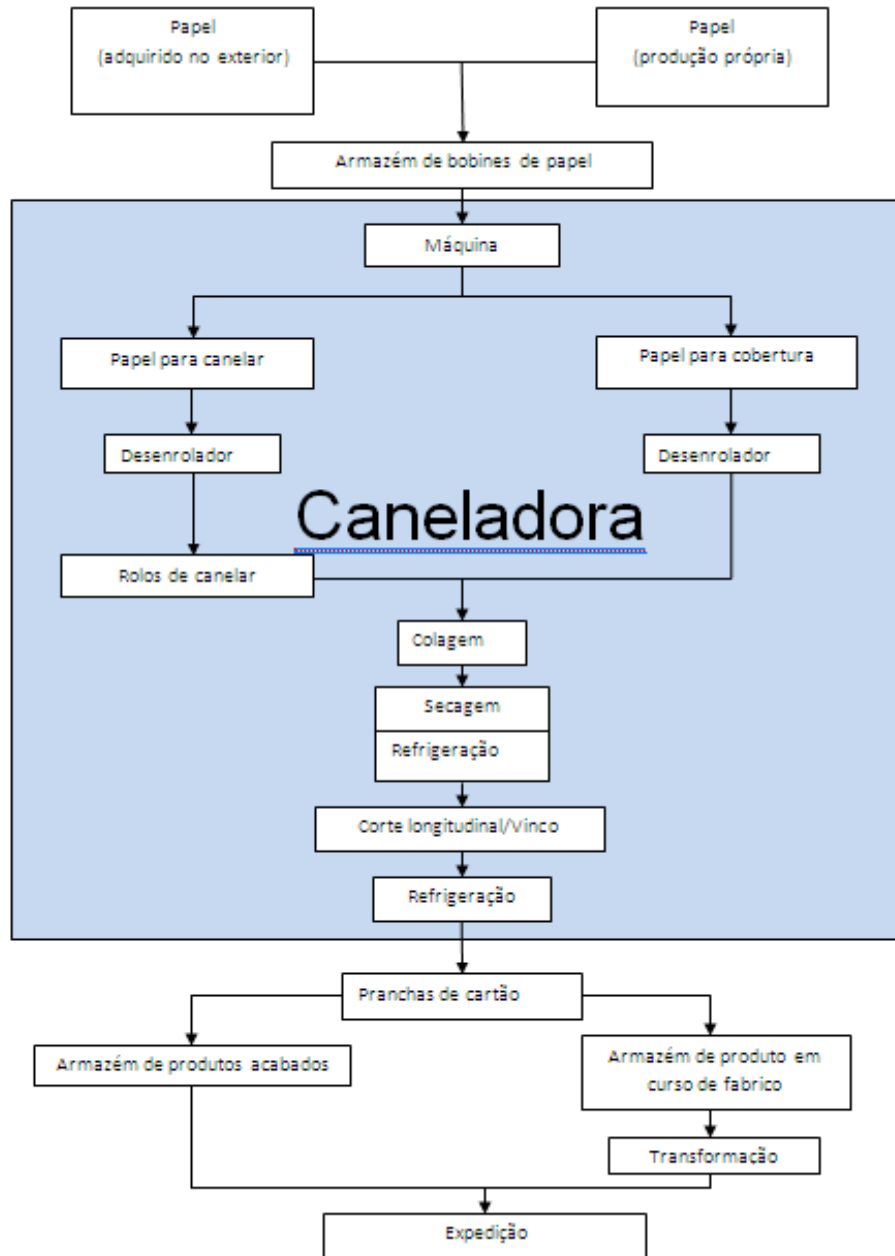 Papel
(adquirido no exterior)
Papel
(produção própria)
Armazém de bobines de papel
Máquina
Papel para canelar
Papel para cobertura
Desenrolador
Desenrolador
Caneladora
Rolos de canelar
Colagem
Secagem
Refrigeração
Corte longitudinal/Vinco
Refrigeração
Pranchas de cartão
Armazém de produtos acabados
Armazém de produto em
curso de fabrico
Transformação
Expedição